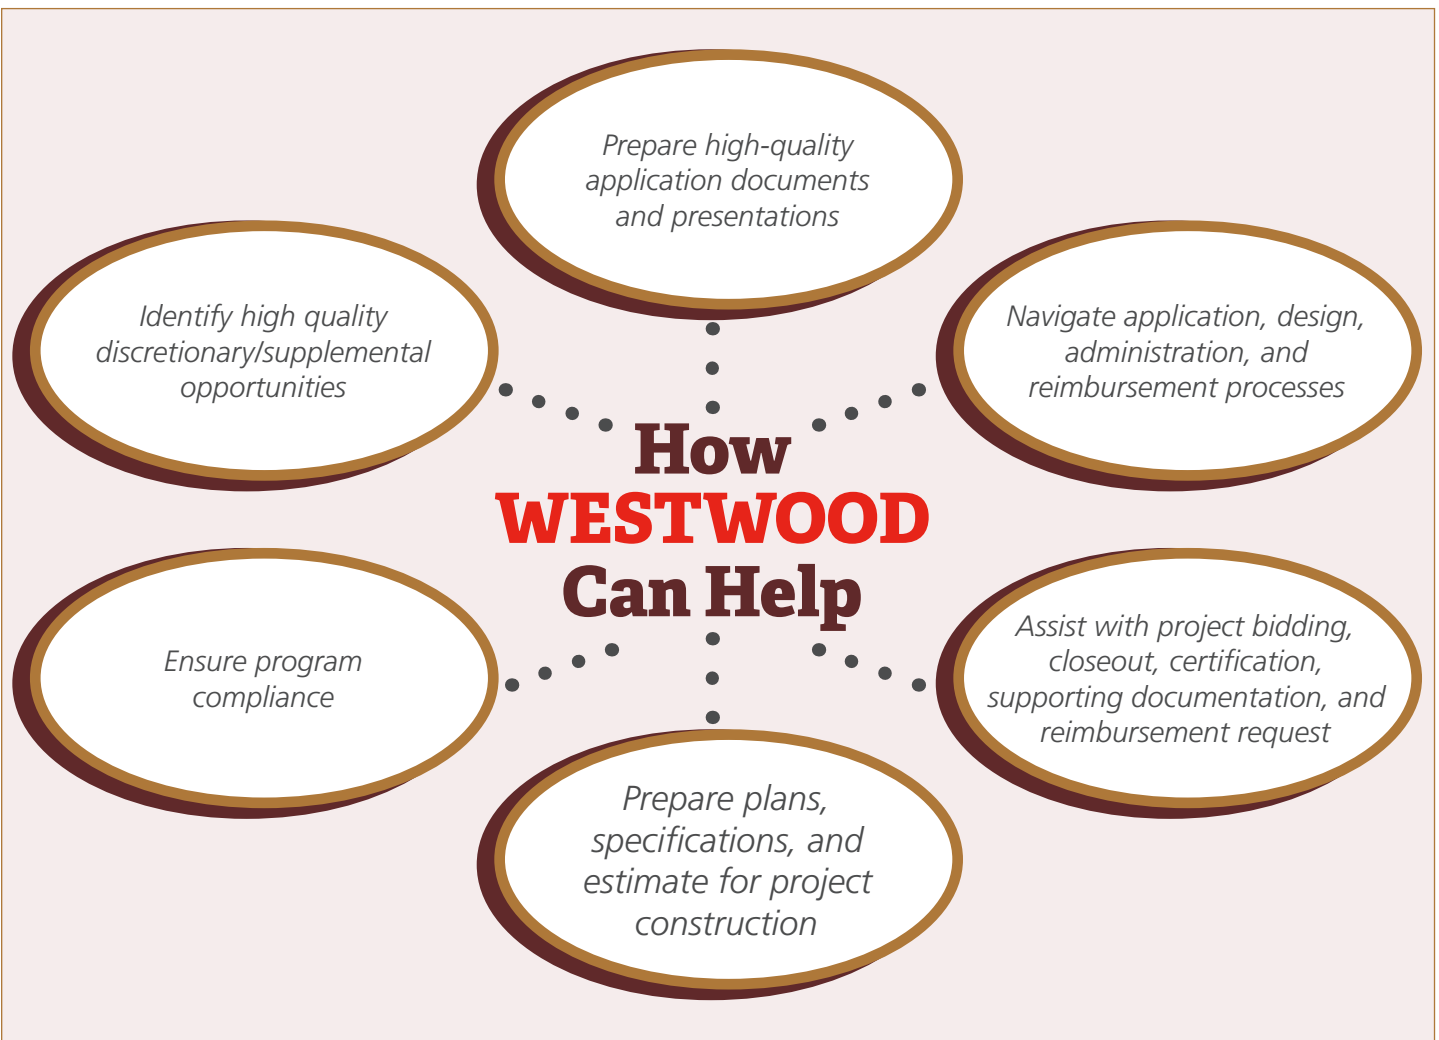 Prepare high-quality
application documents
and presentations
Identify high quality
discretionary/supplemental
opportunities
Navigate application, design,
administration, and
reimbursement processes
How
WESTWOOD
Can Help
Ensure program
compliance
Assist with project bidding,
closeout, certification,
supporting documentation, and
reimbursement request
Prepare plans,
specifications, and
estimate for project
construction